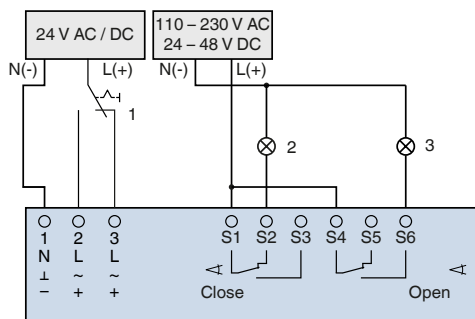 24 V AC / DC
110 – 230 V AC
24 – 48 V DC
N(-) L(+) N(-) L(+)
1
2
3
1 2 3 S1 S2 S3 S4 S5 S6
N L L
⊥ ~ ~
– + +
A A
Close Open